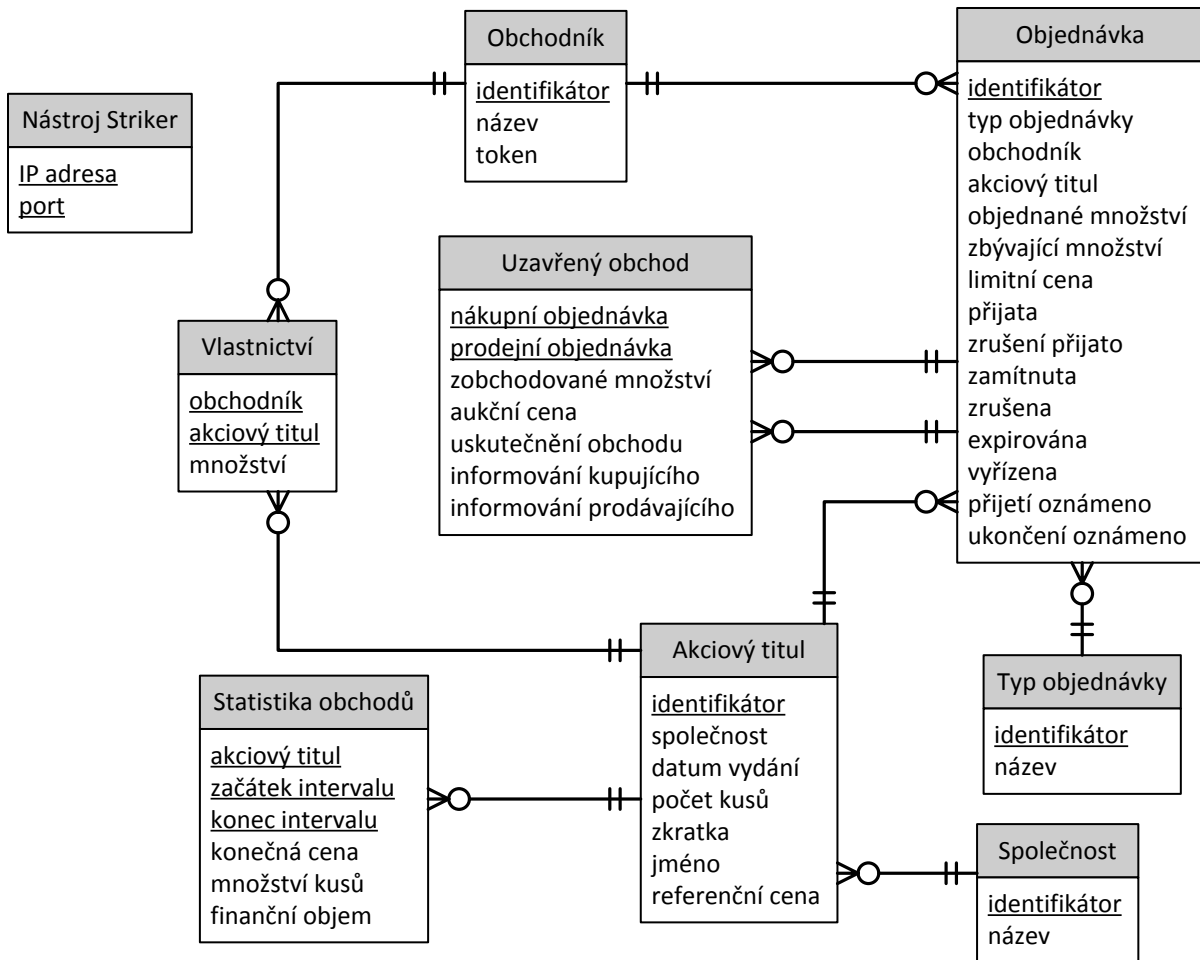 Nástroj Striker
IP adresa
port
Obchodník
identifikátor
název
token
Objednávka
identifikátor
typ objednávky
obchodník
akciový titul
objednané množství
zbývající množství
limitní cena
přijata
zrušení přijato
zamítnuta
zrušena
expirována
vyřízena
přijetí oznámeno
ukončení oznámeno
Uzavřený obchod
nákupní objednávka
prodejní objednávka
zobchodované množství
aukční cena
uskutečnění obchodu
informování kupujícího
informování prodávajícího
Vlastnictví
obchodník
akciový titul
množství
Statistika obchodů
akciový titul
začátek intervalu
konec intervalu
konečná cena
množství kusů
finanční objem
Akciový titul
identifikátor
společnost
datum vydání
počet kusů
zkratka
jméno
referenční cena
Typ objednávky
identifikátor
název
Společnost
identifikátor
název